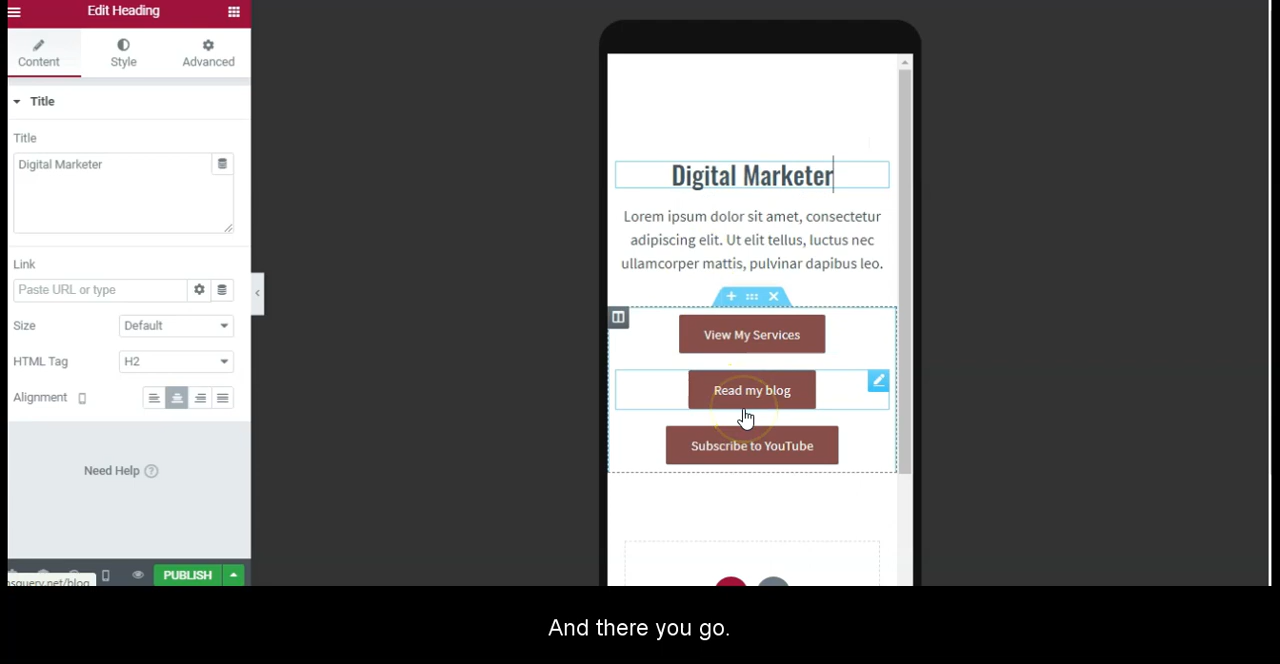 Edit Heading
Content
Style
Advanced
Title
Title
Digital Marketer
Link
Paste URL or type
Size
Default
HTML Tag
H2
Alignment
Need Help
PUBLISH
Digital Marketer
Lorem ipsum dolor sit amet, consectetur
adipiscing elit. Ut elit tellus, luctus nec
ullamcorper mattis, pulvinar dapibus leo.
View My Services
Read my blog
Subscribe to YouTube
And there you go.